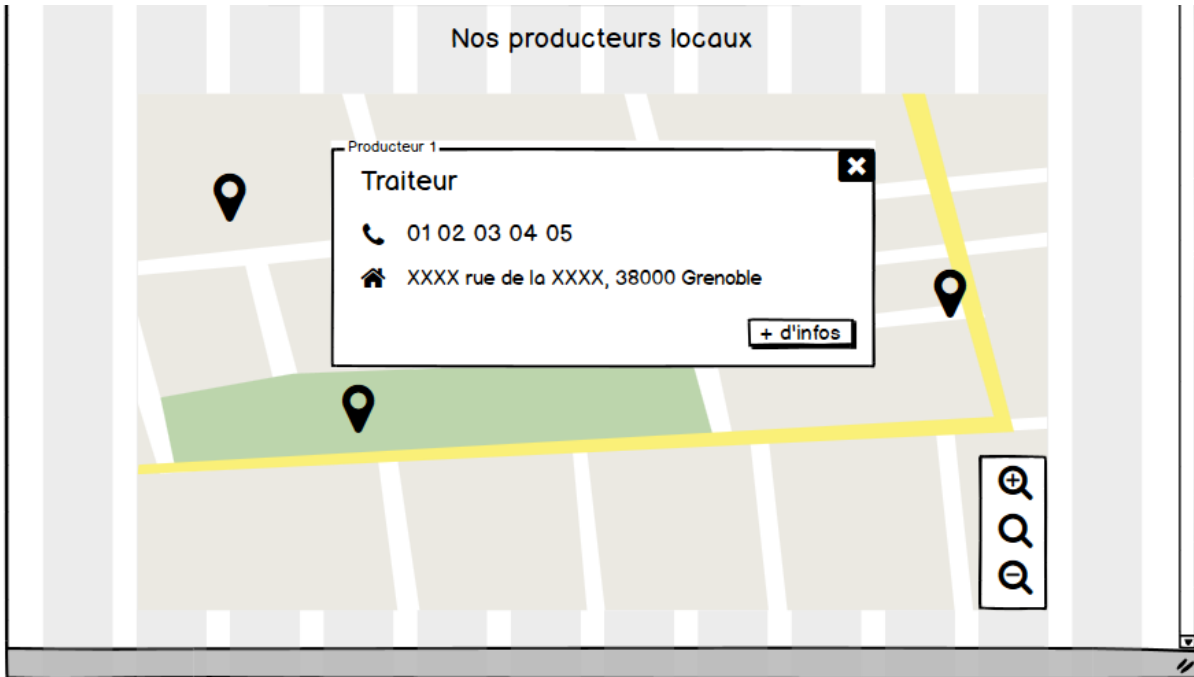 Nos producteurs locaux
Producteur 1
Traiteur
01 02 03 04 05
XXXX rue de la XXXX, 38000 Grenoble
+ d'infos